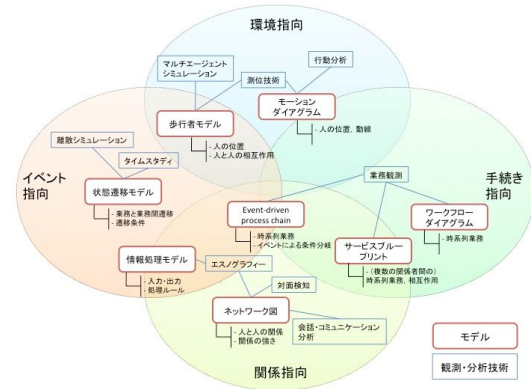 環境指向
マルチエージェント
シミュレーション
測位技術
行動分析
歩行者モデル
- 人の位置
- 人と人の相互作用
モーション
ダイアグラム
- 人の位置, 動線
イベント
指向
離散シミュレーション
タイムスタディ
状態遷移モデル
- 業務と業務間遷移
- 遷移条件
手続き
指向
業務観測
Event-driven
process chain
- 時系列業務
- イベントによる条件分岐
ワークフロー
ダイアグラム
- 時系列業務
サービスブルー
プリント
- (複数の関係者間の)
時系列業務, 相互作用
情報処理モデル
- 入力・出力
- 処理ルール
エスノグラフィー
対面検知
ネットワーク図
- 人と人の関係
- 関係の強さ
会話・コミュニケーション
分析
関係指向
モデル
観測・分析技術